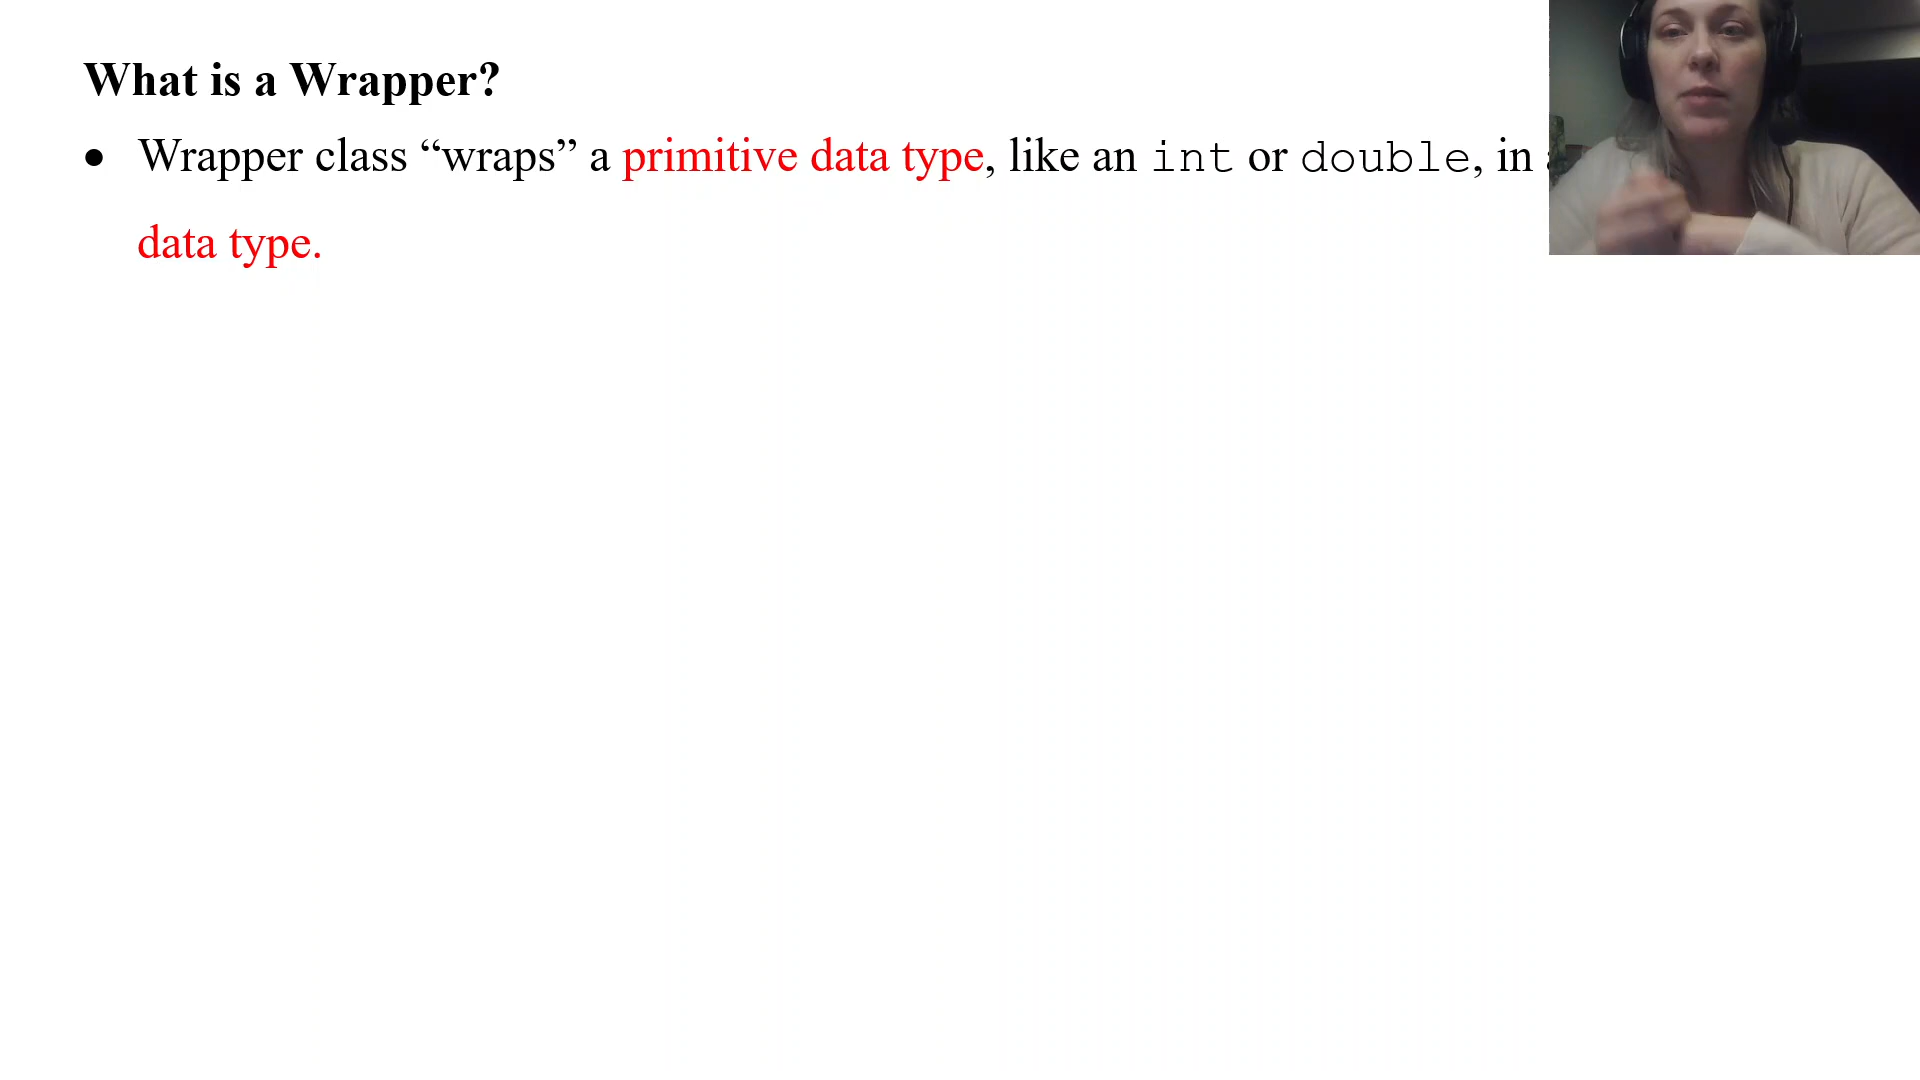 What is a Wrapper?
• Wrapper class “wraps” a primitive data type, like an int or double, in
data type.